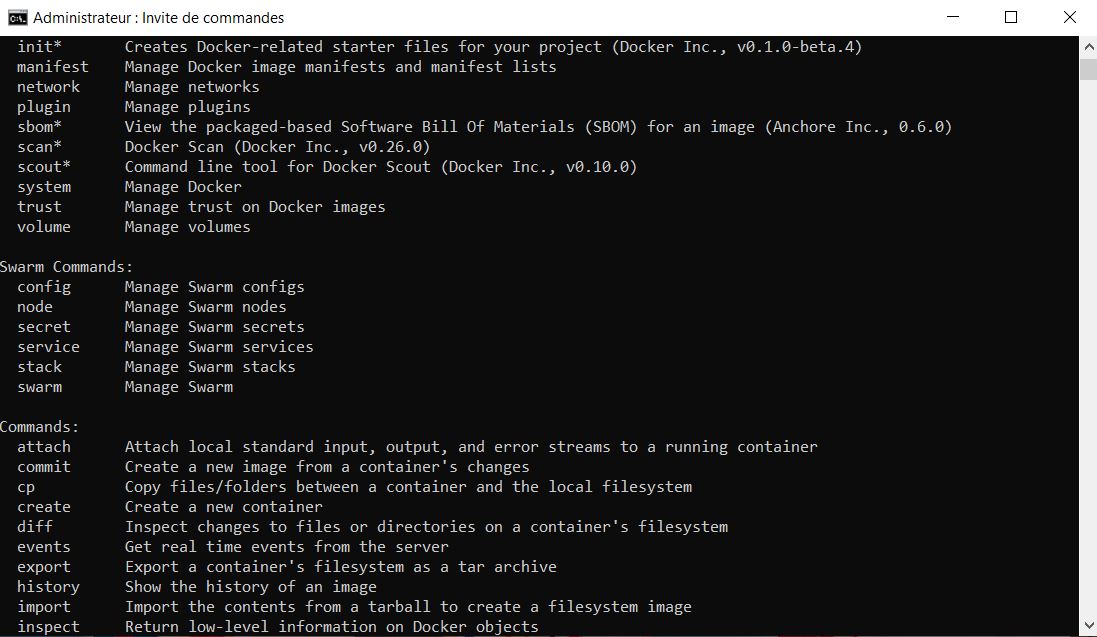 Administrateur : Invite de commandes
init* Creates Docker-related starter files for your project (Docker Inc., v0.1.0-beta.4)
manifest Manage Docker image manifests and manifest lists
network Manage networks
plugin Manage plugins
sbom* View the packaged-based Software Bill Of Materials (SBOM) for an image (Anchore Inc., 0.6.0)
scan* Docker Scan (Docker Inc., v0.26.0)
scout* Command line tool for Docker Scout (Docker Inc., v0.10.0)
system Manage Docker
trust Manage trust on Docker images
volume Manage volumes
Swarm Commands:
config Manage Swarm configs
node Manage Swarm nodes
secret Manage Swarm secrets
service Manage Swarm services
stack Manage Swarm stacks
swarm Manage Swarm
Commands:
attach Attach local standard input, output, and error streams to a running container
commit Create a new image from a container's changes
cp Copy files/folders between a container and the local filesystem
create Create a new container
diff Inspect changes to files or directories on a container's filesystem
events Get real time events from the server
export Export a container's filesystem as a tar archive
history Show the history of an image
import Import the contents from a tarball to create a filesystem image
inspect Return low-level information on Docker objects